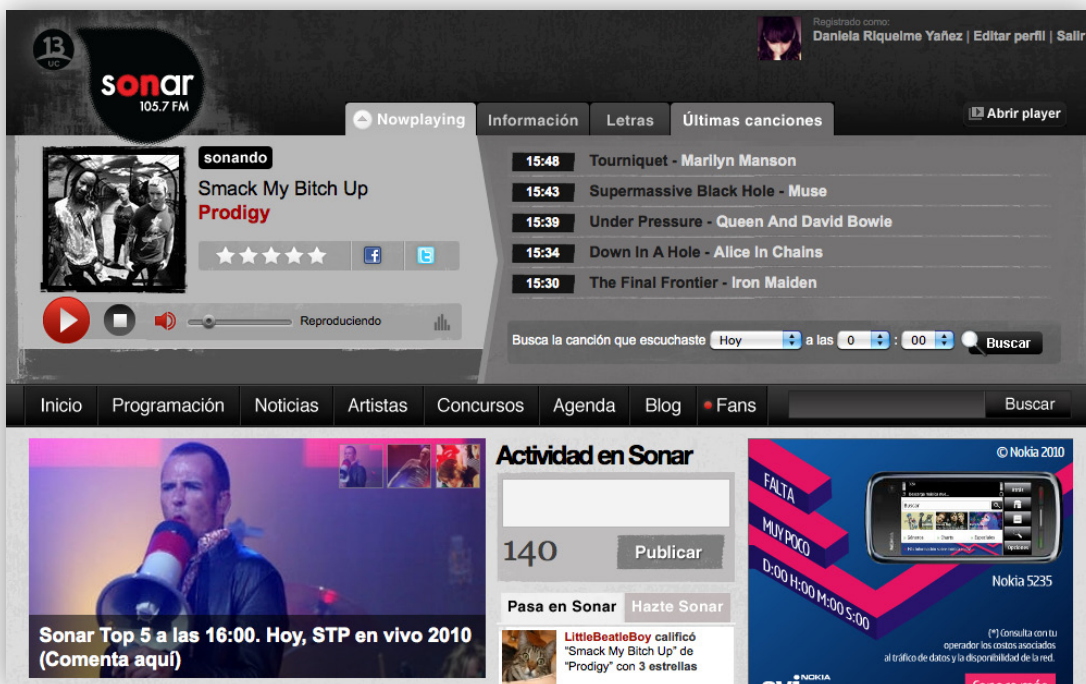 13
UC
sonar
105.7 FM
Registrado como:
Daniela Riquelme Yañez | Editar perfil | Salir
Nowplaying
Información
Letras
Últimas canciones
Abrir player
sonando
Smack My Bitch Up
Prodigy
Reproduciendo
15:48 Tourniquet - Marilyn Manson
15:43 Supermassive Black Hole - Muse
15:39 Under Pressure - Queen And David Bowie
15:34 Down In A Hole - Alice In Chains
15:30 The Final Frontier - Iron Maiden
Busca la canción que escuchaste Hoy a las 0 : 00 Buscar
Inicio Programación Noticias Artistas Concursos Agenda Blog Fans Buscar
Sonar Top 5 a las 16:00. Hoy, STP en vivo 2010
(Comenta aquí)
Actividad en Sonar
140 Publicar
Pasa en Sonar Hazte Sonar
LittleBeatleBoy calificó
"Smack My Bitch Up" de
"Prodigy" con 3 estrellas
© Nokia 2010
FALTA
MUY POCO
D:00 H:00 M:00 S:00
Buscar
Opciones
Nokia 5235
(*) Consulta con tu
operador los costos asociados
al tráfico de datos y la disponibilidad de la red.
NOKIA